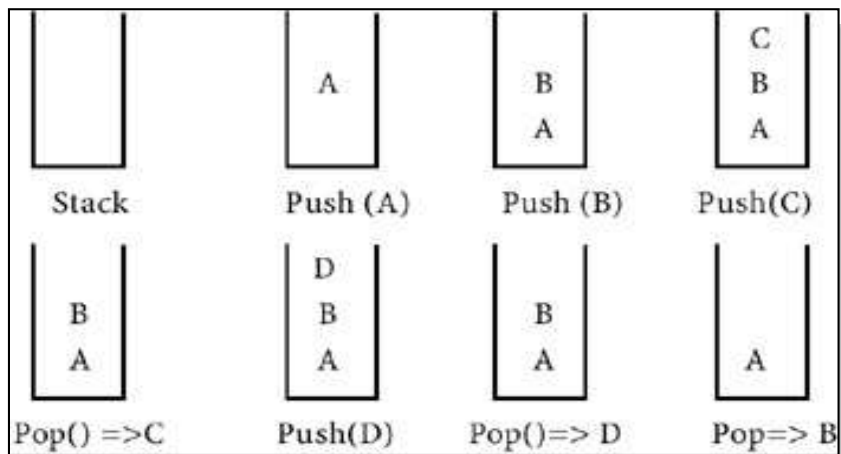 C
A B B
A A
Stack Push (A) Push (B) Push(C)
D
B B B
A A A A
Pop() =>C Push(D) Pop()=> D Pop=> B